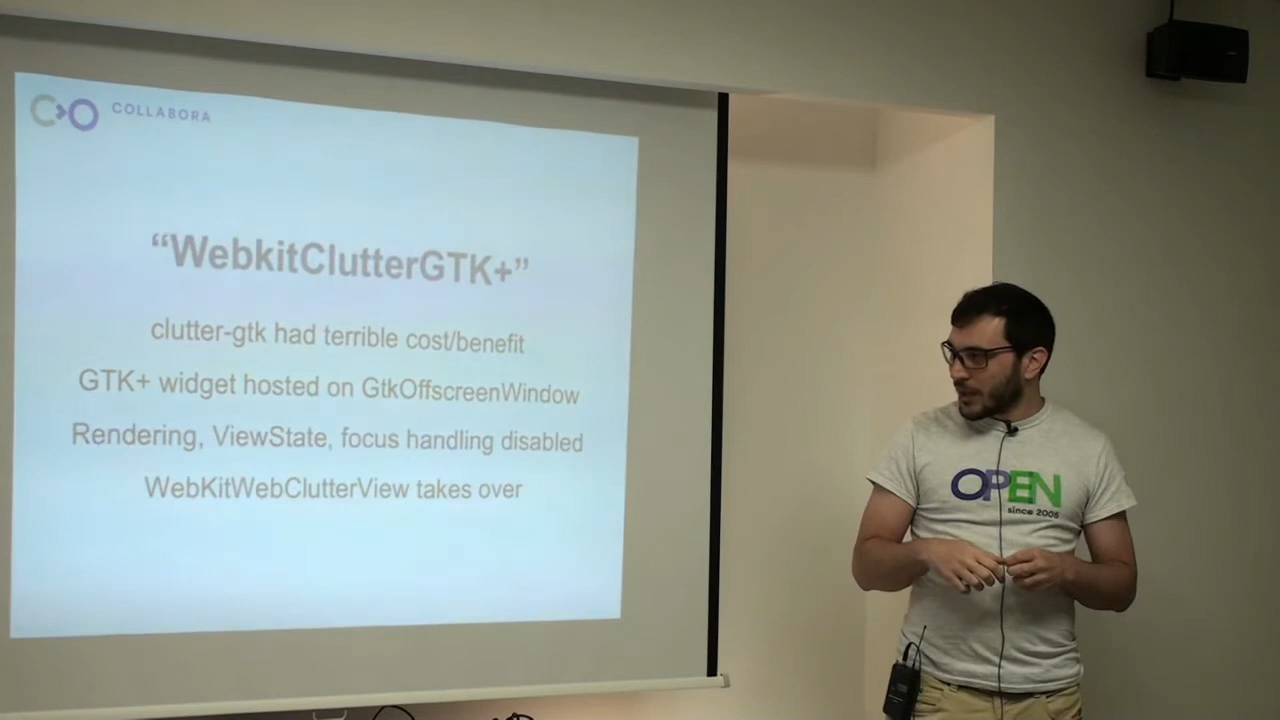 COLLABORA
“WebkitClutterGTK+”
clutter-gtk had terrible cost/benefit
GTK+ widget hosted on GtkOffscreenWindow
Rendering, ViewState, focus handling disabled
WebKitWebClutterView takes over
OPEN
since 2005